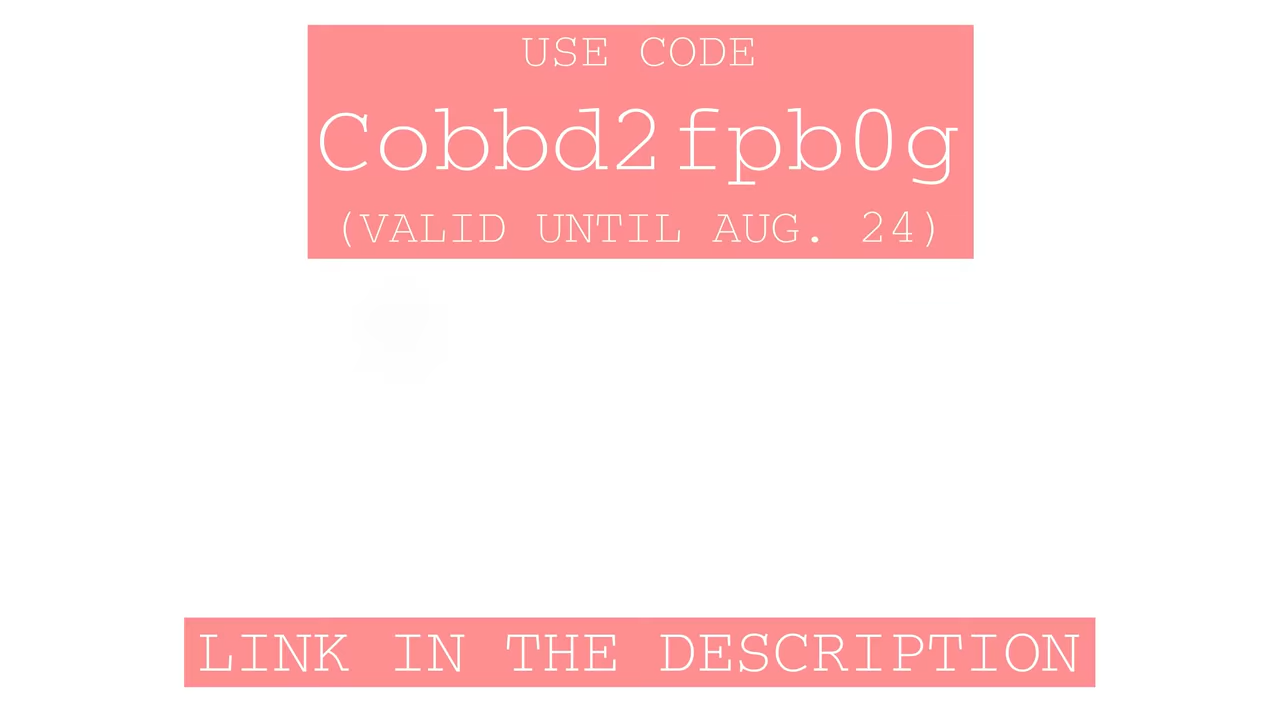 USE CODE
Cobbd2fpb0g
(VALID UNTIL AUG. 24)
LINK IN THE DESCRIPTION